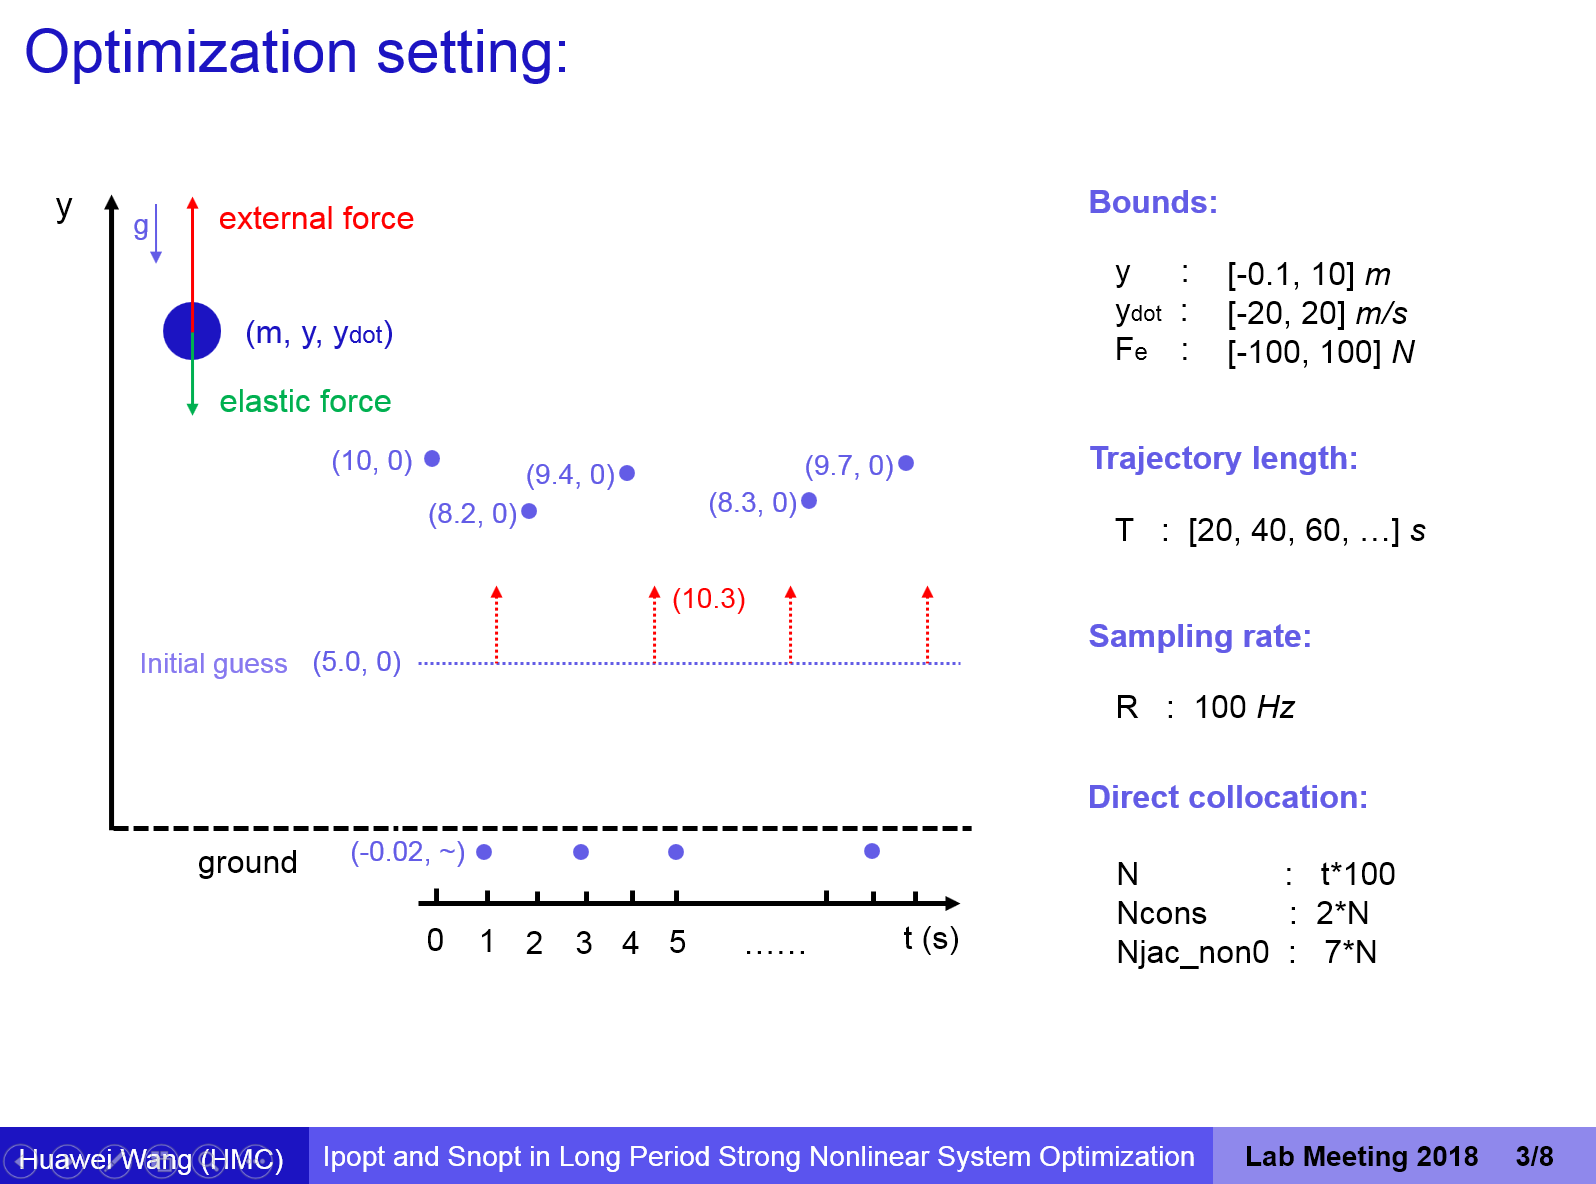 Optimization setting:
y
g
external force
(m, y, ydot)
elastic force
(10, 0)
(8.2, 0)
(9.4, 0)
(8.3, 0)
(9.7, 0)
(10.3)
Initial guess (5.0, 0)
ground
(-0.02, ~)
0 1 2 3 4 5 ...... t (s)
Bounds:
y : [-0.1, 10] m
ydot : [-20, 20] m/s
Fe : [-100, 100] N
Trajectory length:
T : [20, 40, 60, …] s
Sampling rate:
R : 100 Hz
Direct collocation:
N : t*100
Ncons : 2*N
Njac_non0 : 7*N
Huawei Wang (HMC) Ipopt and Snopt in Long Period Strong Nonlinear System Optimization Lab Meeting 2018 3/8